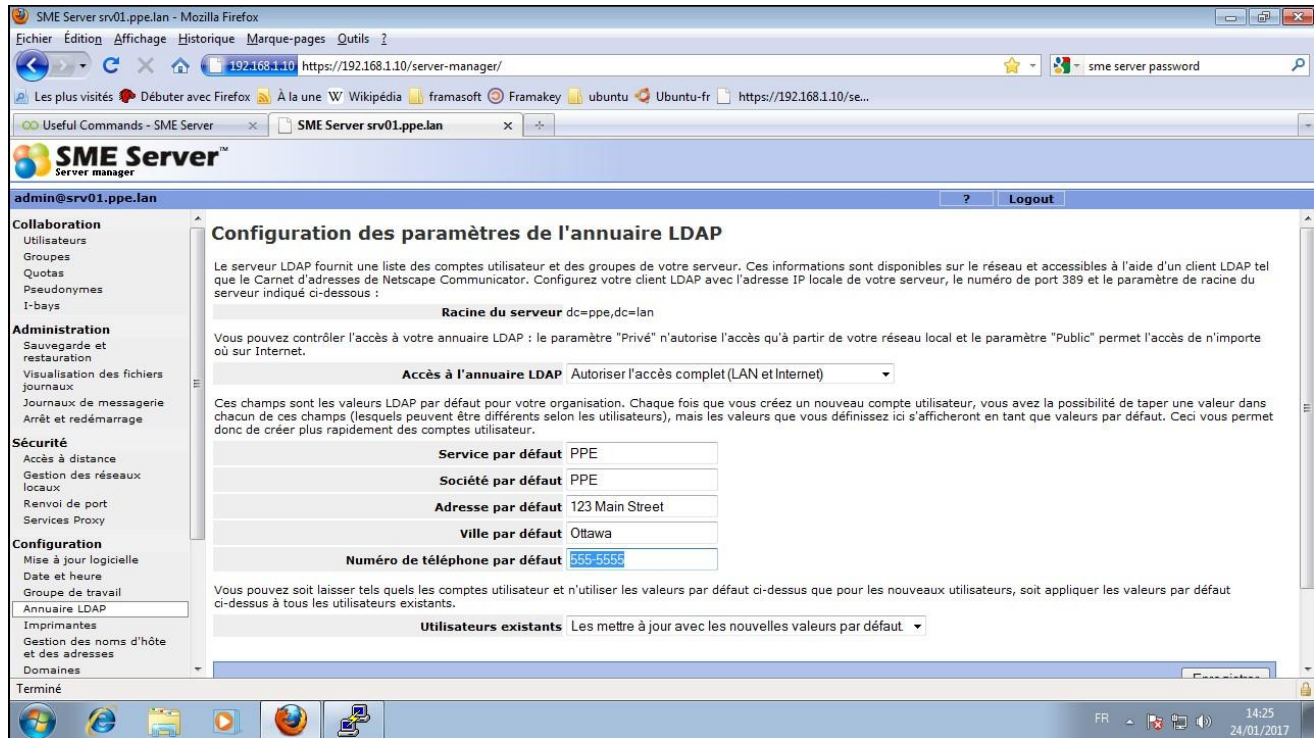 SME Server srv01.ppe.lan - Mozilla Firefox
Fichier Édition Affichage Historique Marque-pages Outils ?
192.168.1.10 https://192.168.1.10/server-manager/
sme server password
Les plus visités Débuter avec Firefox À la une W Wikipédia framasoft Framakey ubuntu Ubuntu-fr https://192.168.1.10/se...
Useful Commands - SME Server
SME Server srv01.ppe.lan
SME Server™
Server manager
admin@srv01.ppe.lan
? Logout
Collaboration
Utilisateurs
Groupes
Quotas
Pseudonymes
I-bays
Administration
Sauvegarde et
restauration
Visualisation des fichiers
journaux
Journaux de messagerie
Arrêt et redémarrage
Sécurité
Accès à distance
Gestion des réseaux
locaux
Renvoi de port
Services Proxy
Configuration
Mise à jour logicielle
Date et heure
Groupe de travail
Annuaire LDAP
Imprimantes
Gestion des noms d'hôte
et des adresses
Domaines
Configuration des paramètres de l'annuaire LDAP
Le serveur LDAP fournit une liste des comptes utilisateur et des groupes de votre serveur. Ces informations sont disponibles sur le réseau et accessibles à l'aide d'un client LDAP tel
que le Carnet d'adresses de Netscape Communicator. Configurez votre client LDAP avec l'adresse IP locale de votre serveur, le numéro de port 389 et le paramètre de racine du
serveur indiqué ci-dessous :
Racine du serveur dc=ppe,dc=lan
Vous pouvez contrôler l'accès à votre annuaire LDAP : le paramètre "Privé" n'autorise l'accès qu'à partir de votre réseau local et le paramètre "Public" permet l'accès de n'importe
où sur Internet.
Accès à l'annuaire LDAP Autoriser l'accès complet (LAN et Internet)
Ces champs sont les valeurs LDAP par défaut pour votre organisation. Chaque fois que vous créez un nouveau compte utilisateur, vous avez la possibilité de taper une valeur dans
chacun de ces champs (lesquels peuvent être différents selon les utilisateurs), mais les valeurs que vous définissez ici s'afficheront en tant que valeurs par défaut. Ceci vous permet
donc de créer plus rapidement des comptes utilisateur.
Service par défaut PPE
Société par défaut PPE
Adresse par défaut 123 Main Street
Ville par défaut Ottawa
Numéro de téléphone par défaut 555-5555
Vous pouvez soit laisser tels quels les comptes utilisateur et n'utiliser les valeurs par défaut ci-dessus que pour les nouveaux utilisateurs, soit appliquer les valeurs par défaut
ci-dessus à tous les utilisateurs existants.
Utilisateurs existants Les mettre à jour avec les nouvelles valeurs par défaut.
Enregistrer
Terminé
FR
14:25
24/01/2017